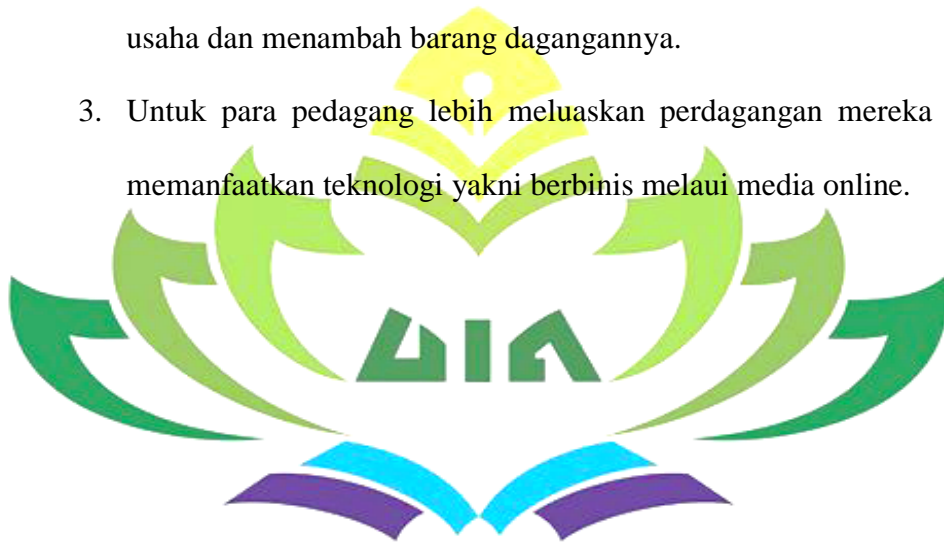 usaha dan menambah barang dagangannya.
3. Untuk para pedagang lebih meluaskan perdagangan mereka
memanfaatkan teknologi yakni berbinis melaui media online.
UIN